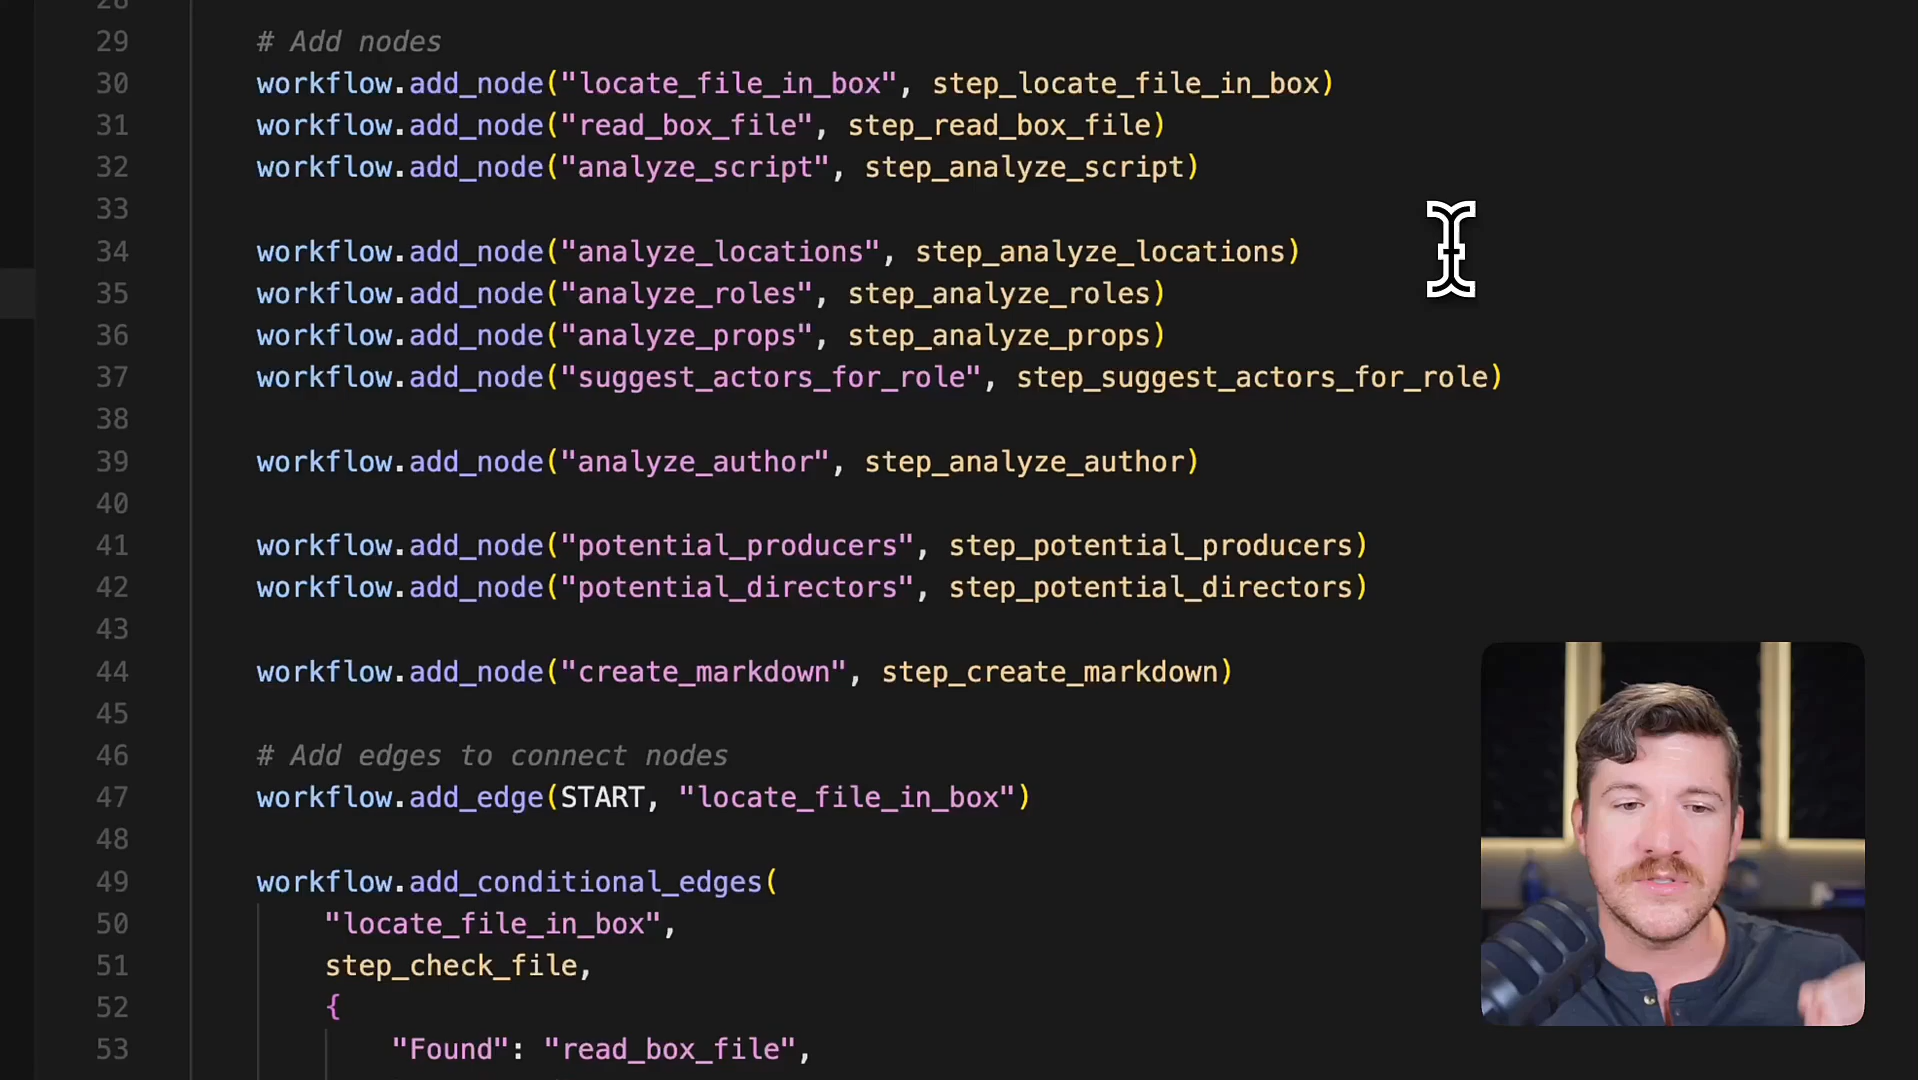 28
29 # Add nodes
30 workflow.add_node("locate_file_in_box", step_locate_file_in_box)
31 workflow.add_node("read_box_file", step_read_box_file)
32 workflow.add_node("analyze_script", step_analyze_script)
33
34 workflow.add_node("analyze_locations", step_analyze_locations)
35 workflow.add_node("analyze_roles", step_analyze_roles)
36 workflow.add_node("analyze_props", step_analyze_props)
37 workflow.add_node("suggest_actors_for_role", step_suggest_actors_for_role)
38
39 workflow.add_node("analyze_author", step_analyze_author)
40
41 workflow.add_node("potential_producers", step_potential_producers)
42 workflow.add_node("potential_directors", step_potential_directors)
43
44 workflow.add_node("create_markdown", step_create_markdown)
45
46 # Add edges to connect nodes
47 workflow.add_edge(START, "locate_file_in_box")
48
49 workflow.add_conditional_edges(
50 "locate_file_in_box",
51 step_check_file,
52 {
53 "Found": "read_box_file",